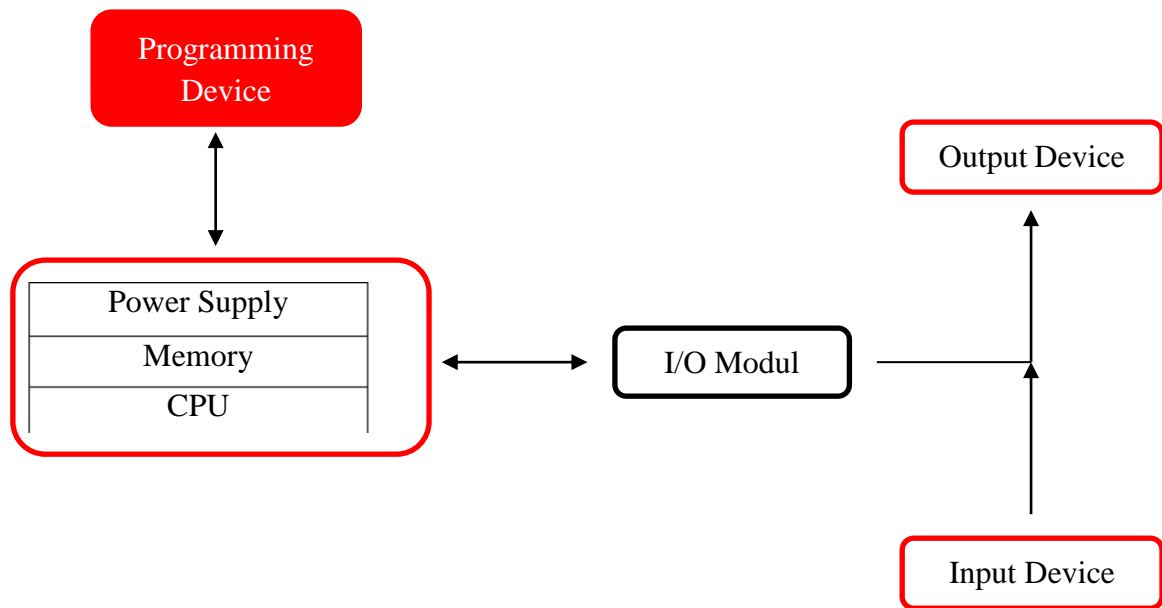 Programming
Device
Output Device
Power Supply
Memory
I/O Modul
CPU
Input Device